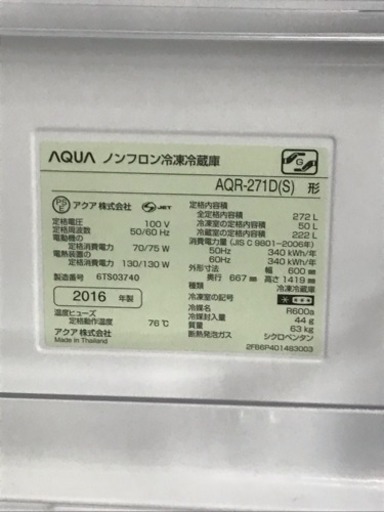 AQUA ノンフロン冷凍冷蔵庫
G
AQR-271D(S) 形
PS E アクア株式会社 S JET
定格電圧 100 V
定格周波数 50/60 Hz
電動機の
定格消費電力 70/75 W
電熱装置の
定格消費電力 130/130 W
製造番号 6TS03740
2016 年製
温度ヒューズ
定格動作温度 76℃
アクア株式会社
Made in Thailand
定格内容積
全定格内容積 272 L
冷凍室の定格内容積 50 L
冷蔵室の定格内容積 222 L
消費電力量(JIS C 9801-2006年)
50Hz 340 kWh/年
60Hz 340 kWh/年
外形寸法 幅 600 mm
奥行 667 mm 高さ 1419 mm
種類 冷凍冷蔵庫
冷凍室の記号
冷媒 R600a
冷媒封入量 44 g
質量 63 kg
断熱発泡ガス シクロペンタン
2FB6P401483003